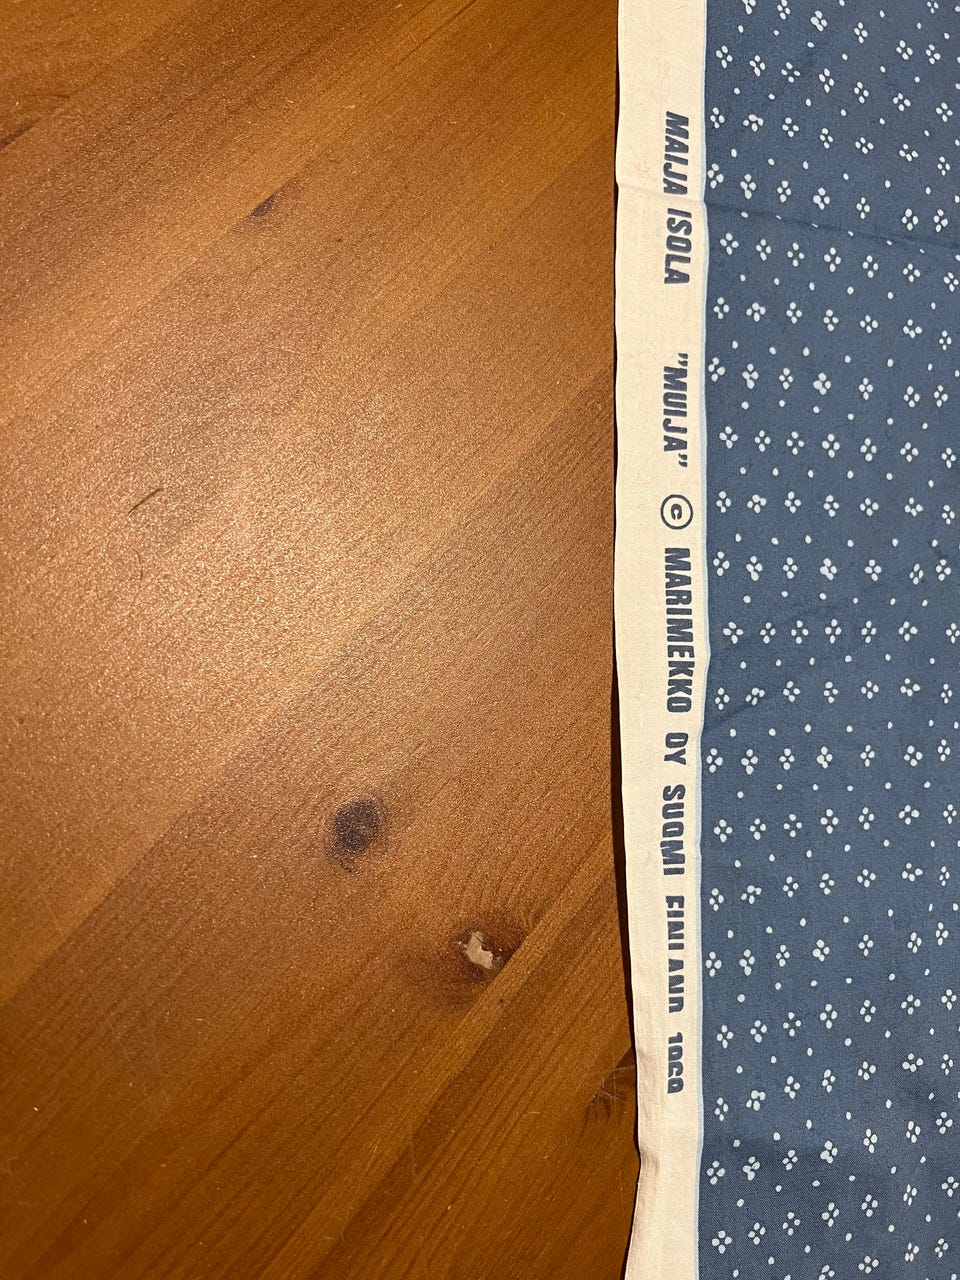 MAIJA ISOLA ”MUIJA” © MARIMEKKO OY SUOMI FINLAND